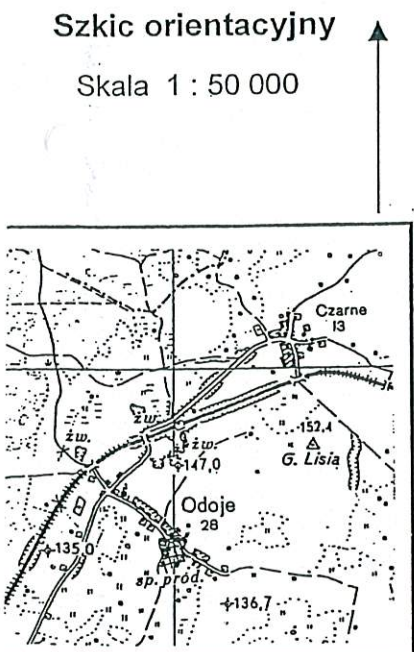 Szkic orientacyjny
Skala 1 : 50 000
Czarne
13
żw.
152,4
G. Lisia
żw.
żw.
147,0
Odoje
28
135,0
sp. prod.
136,7